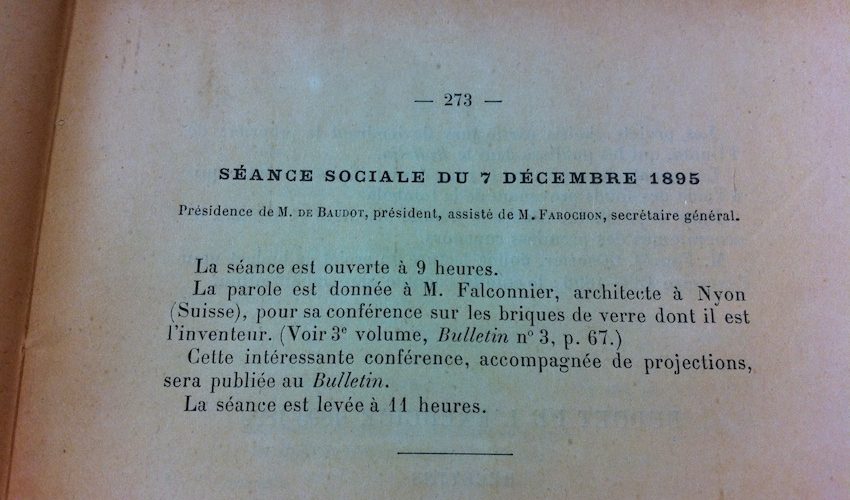 — 273 —
SÉANCE SOCIALE DU 7 DÉCEMBRE 1895
Présidence de M. DE BAUDOT, président, assisté de M. FAROCHON, secrétaire général.
La séance est ouverte à 9 heures.
La parole est donnée à M. Falconnier, architecte à Nyon
(Suisse), pour sa conférence sur les briques de verre dont il est
l'inventeur. (Voir 3e volume, Bulletin no 3, p. 67.)
Cette intéressante conférence, accompagnée de projections,
sera publiée au Bulletin.
La séance est levée à 11 heures.